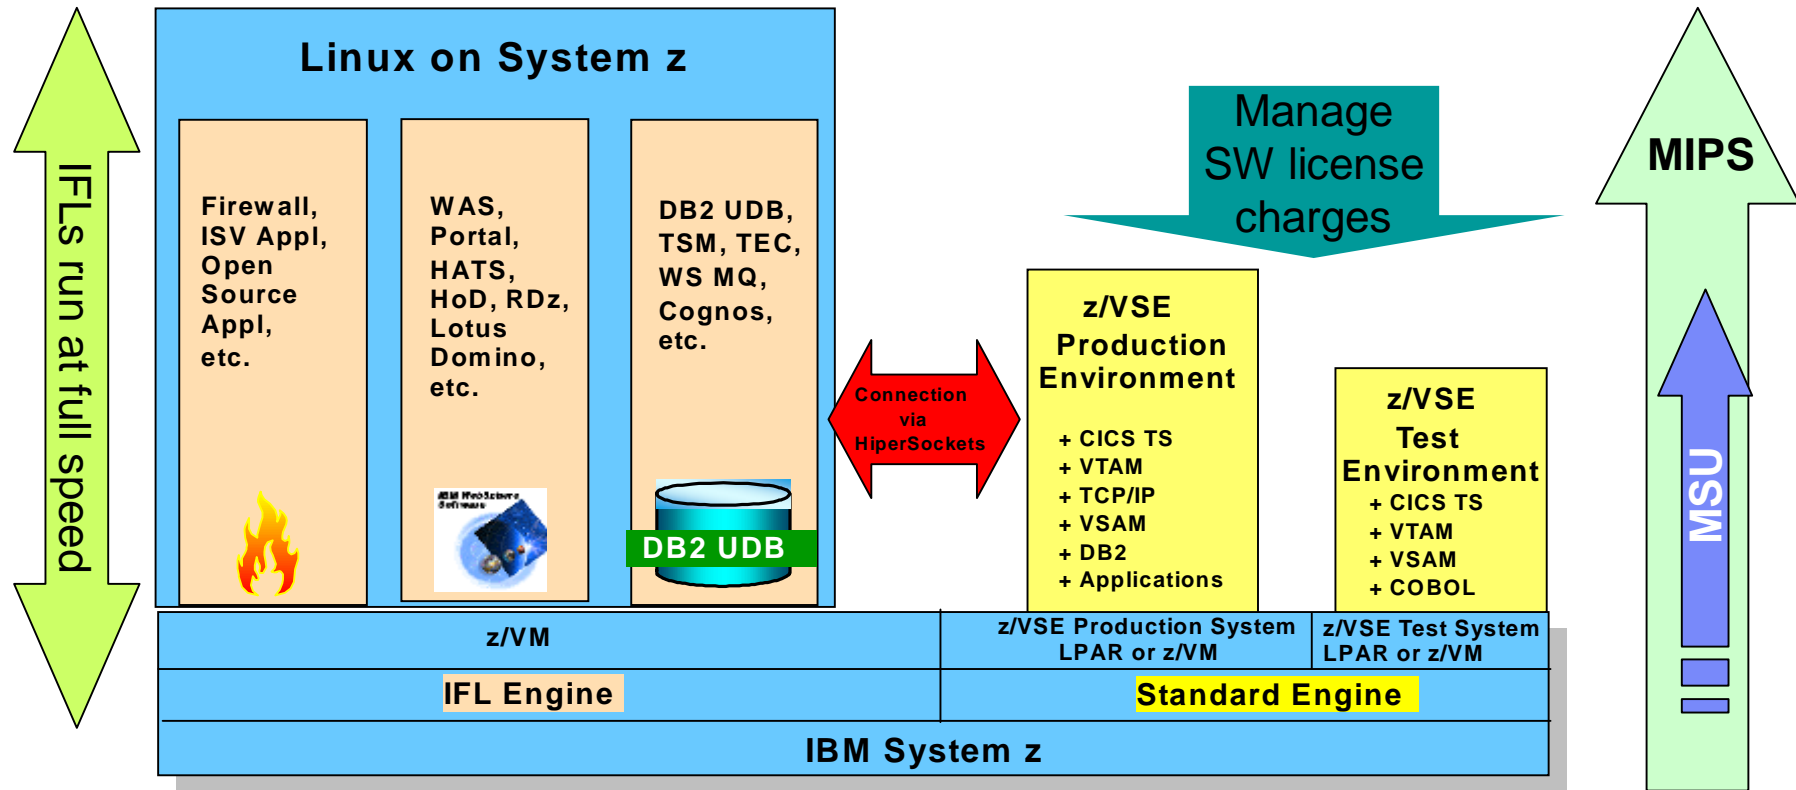 Linux on System z
IFLs run at full speed
Firewall,
ISV Appl,
Open
Source
Appl,
etc.
WAS,
Portal,
HATS,
HoD, RDz,
Lotus
Domino,
etc.
IBM WebSphere
Software
DB2 UDB,
TSM, TEC,
WS MQ,
Cognos,
etc.
DB2 UDB
Connection
via
HiperSockets
Manage
SW license
charges
z/VSE
Production
Environment
+ CICS TS
+ VTAM
+ TCP/IP
+ VSAM
+ DB2
+ Applications
z/VSE
Test
Environment
+ CICS TS
+ VTAM
+ VSAM
+ COBOL
MIPS
MSU
z/VM
z/VSE Production System
LPAR or z/VM
z/VSE Test System
LPAR or z/VM
IFL Engine
Standard Engine
IBM System z